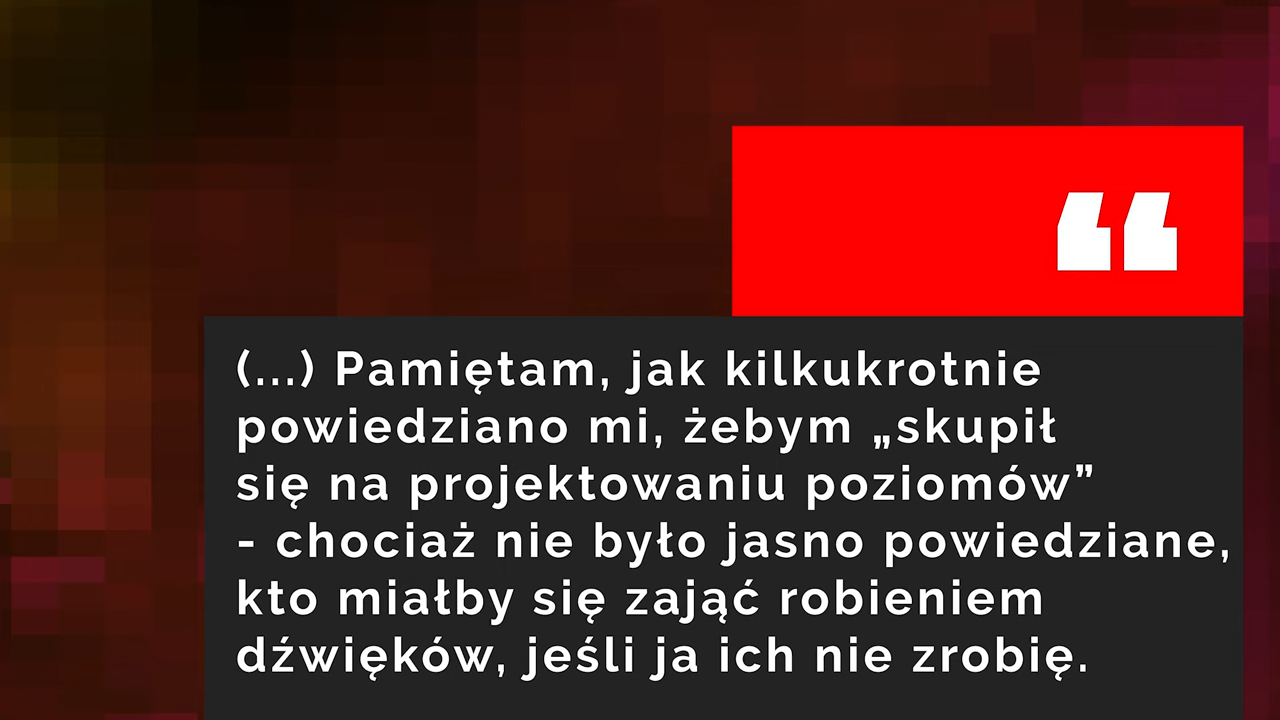 “
(...) Pamiętam, jak kilkukrotnie
powiedziano mi, żebym „skupił
się na projektowaniu poziomów”
- chociaż nie było jasno powiedziane,
kto miałby się zająć robieniem
dźwięków, jeśli ja ich nie zrobię.